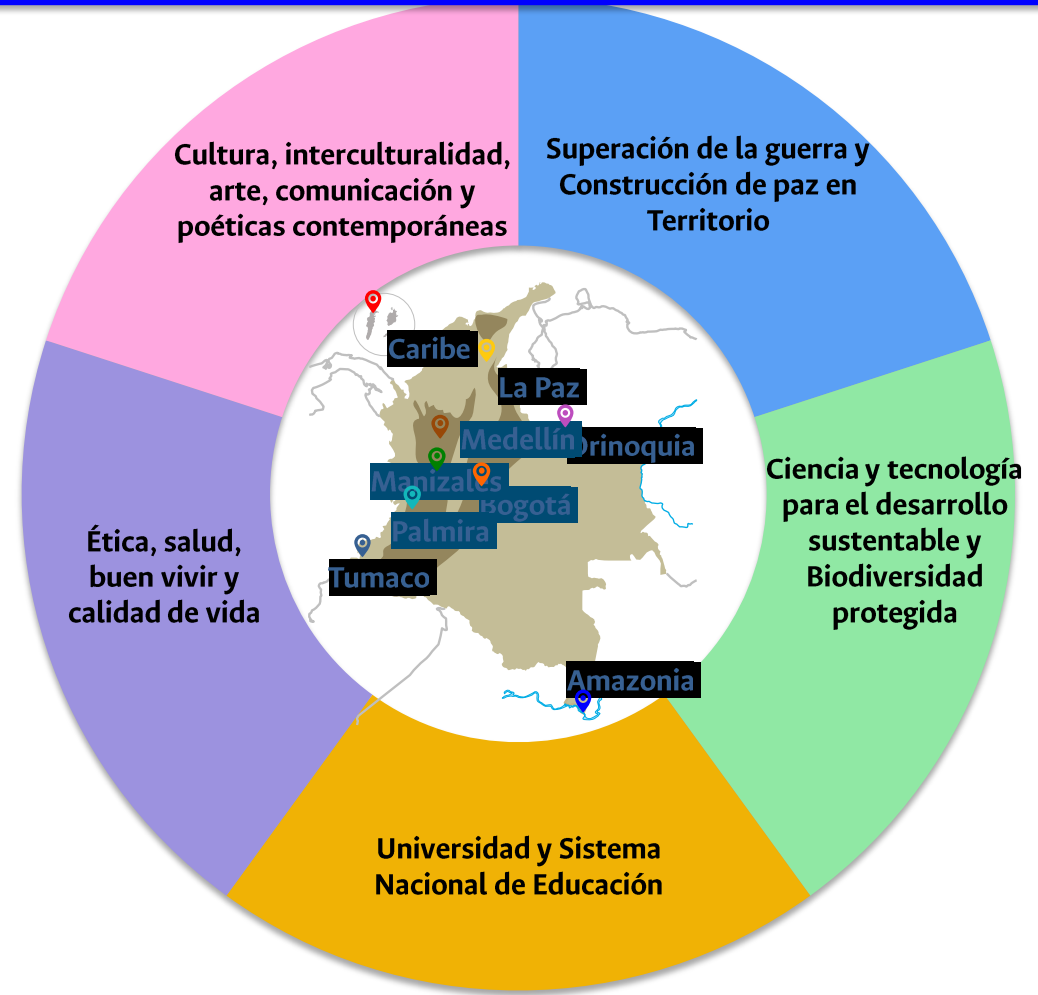 Cultura, interculturalidad,
arte, comunicación y
poéticas contemporáneas
Superación de la guerra y
Construcción de paz en
Territorio
Caribe
La Paz
Medellín
Orinoquia
Manizales
Bogotá
Palmira
Tumaco
Amazonia
Ciencia y tecnología
para el desarrollo
sustentable y
Biodiversidad
protegida
Ética, salud,
buen vivir y
calidad de vida
Universidad y Sistema
Nacional de Educación